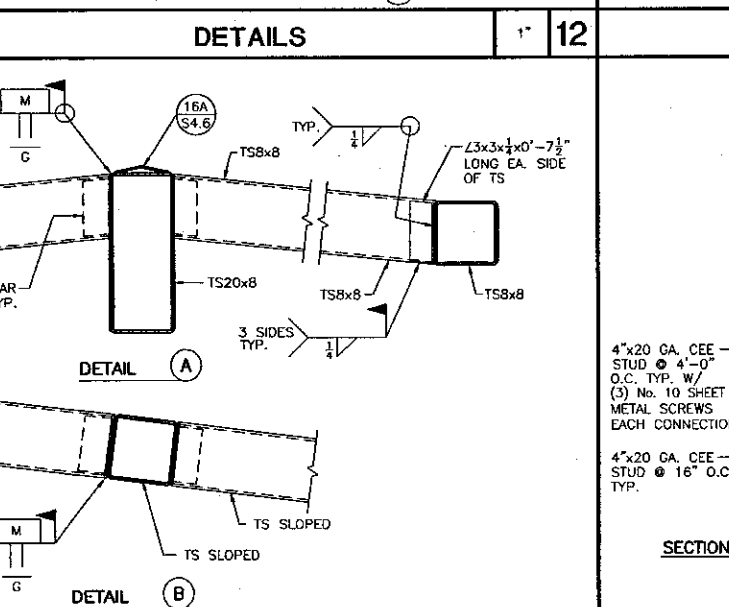 DETAILS
1"
12
M
G
16A
S4.6
TS8x8
TYP.
1/4
∠3x3x1/4x0'-7 1/2"
LONG EA. SIDE
OF TS
AR
YP.
TS20x8
TS8x8
TS8x8
3 SIDES
TYP.
1/4
DETAIL A
4"x20 GA. CEE
STUD @ 4'-0"
O.C. TYP. W/
(3) No. 10 SHEET
METAL SCREWS
EACH CONNECTIO
4"x20 GA. CEE
STUD @ 16" O.C
TYP.
TS SLOPED
TS SLOPED
M
G
DETAIL B
SECTION